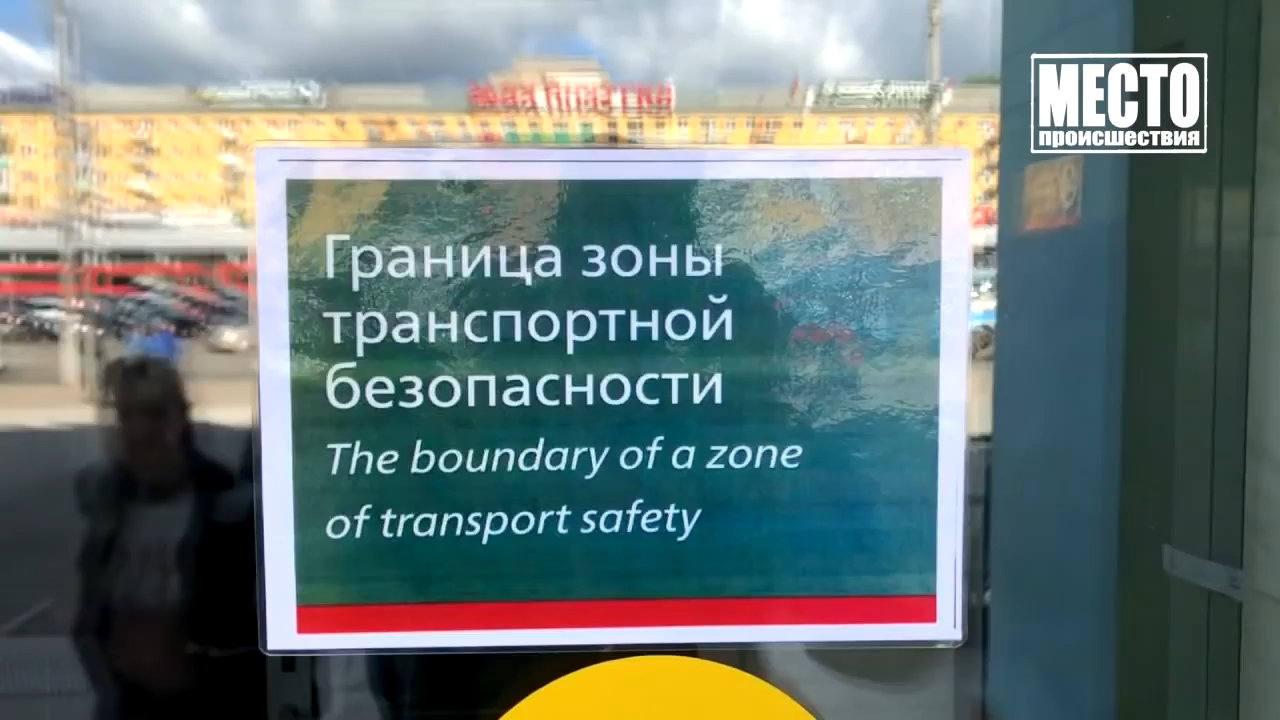 МЕСТО
ПРОИСШЕСТВИЯ
Граница зоны
транспортной
безопасности
The boundary of a zone
of transport safety